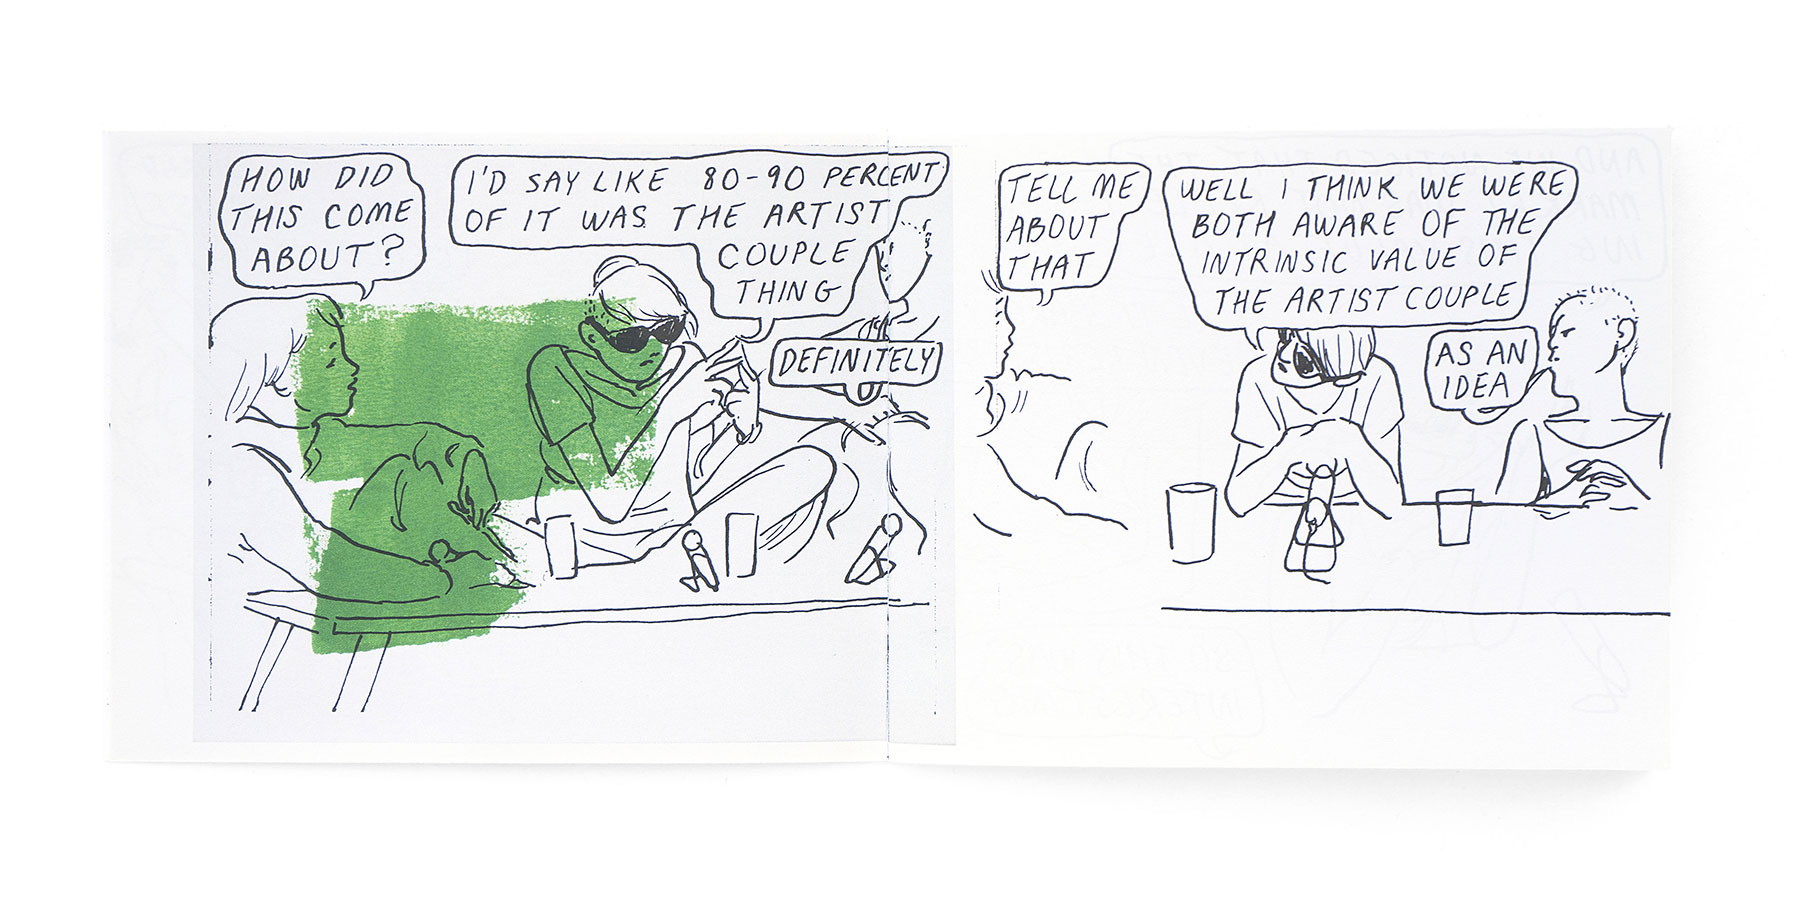 HOW DID
THIS COME
ABOUT?
I'D SAY LIKE 80-90 PERCENT
OF IT WAS THE ARTIST
COUPLE
THING
DEFINITELY
TELL ME
ABOUT
THAT
WELL I THINK WE WERE
BOTH AWARE OF THE
INTRINSIC VALUE OF
THE ARTIST COUPLE
AS AN
IDEA